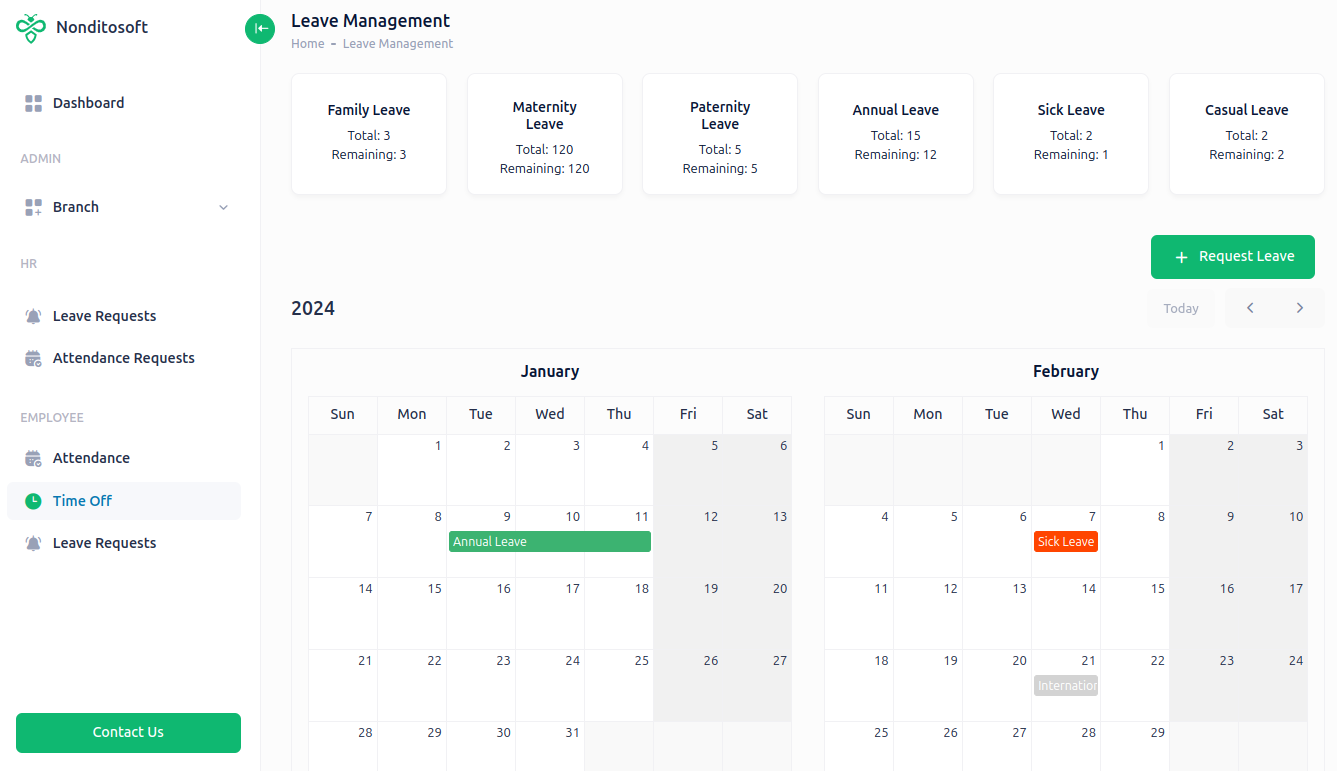 Nonditosoft
Dashboard
ADMIN
Branch
HR
Leave Requests
Attendance Requests
EMPLOYEE
Attendance
Time Off
Leave Requests
Contact Us
Leave Management
Home - Leave Management
Family Leave
Total: 3
Remaining: 3
Maternity
Leave
Total: 120
Remaining: 120
Paternity
Leave
Total: 5
Remaining: 5
Annual Leave
Total: 15
Remaining: 12
Sick Leave
Total: 2
Remaining: 1
Casual Leave
Total: 2
Remaining: 2
+ Request Leave
2024
Today
January
Sun Mon Tue Wed Thu Fri Sat
1 2 3 4 5 6
7 8 9 10 11 12 13
Annual Leave
14 15 16 17 18 19 20
21 22 23 24 25 26 27
28 29 30 31
February
Sun Mon Tue Wed Thu Fri Sat
1 2 3
4 5 6 7 8 9 10
Sick Leave
11 12 13 14 15 16 17
18 19 20 21 22 23 24
25 26 27 28 29